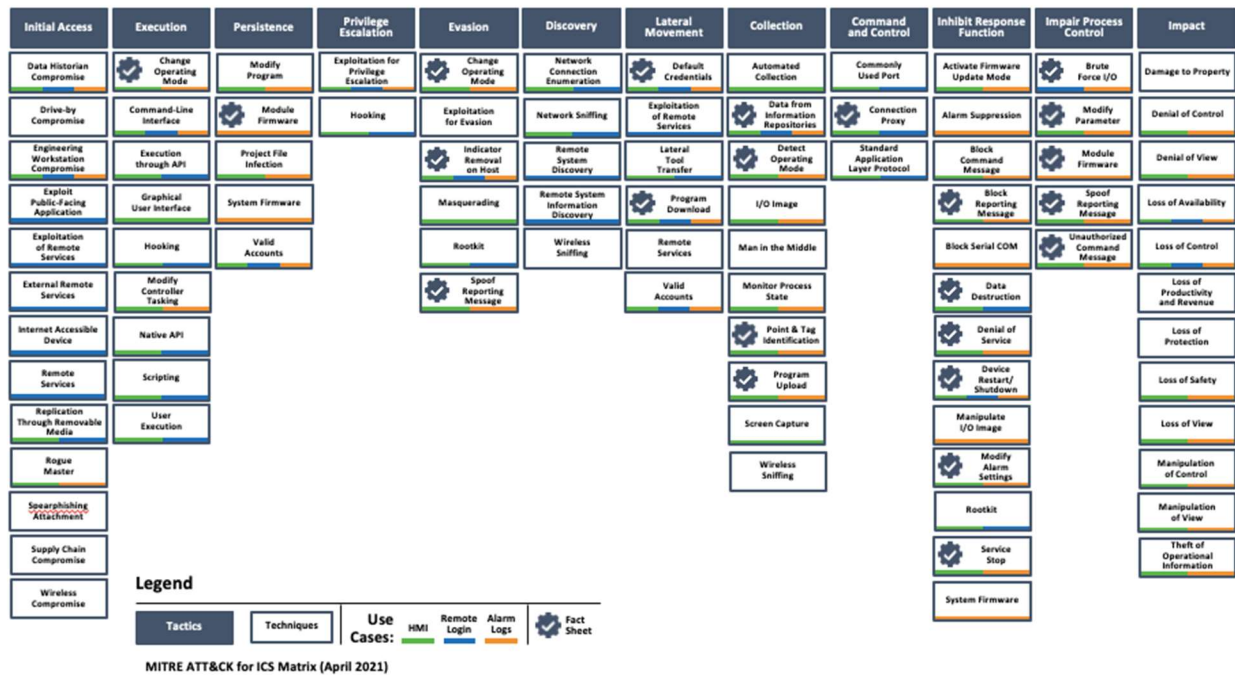 Initial Access
Execution
Persistence
Privilege
Escalation
Evasion
Discovery
Lateral
Movement
Collection
Command
and Control
Inhibit Response
Function
Impair Process
Control
Impact
Data Historian
Compromise
Drive-by
Compromise
Engineering
Workstation
Compromise
Exploit
Public-Facing
Application
Exploitation
of Remote
Services
External Remote
Services
Internet Accessible
Device
Remote
Services
Replication
Through Removable
Media
Rogue
Master
Spearphishing
Attachment
Supply Chain
Compromise
Wireless
Compromise
Change
Operating
Mode
Command-Line
Interface
Execution
through API
Graphical
User Interface
Hooking
Modify
Controller
Tasking
Native API
Scripting
User
Execution
Modify
Program
Module
Firmware
Project File
Infection
System Firmware
Valid
Accounts
Exploitation for
Privilege
Escalation
Hooking
Change
Operating
Mode
Exploitation
for Evasion
Indicator
Removal
on Host
Masquerading
Rootkit
Spoof
Reporting
Message
Network
Connection
Enumeration
Network Sniffing
Remote
System
Discovery
Remote System
Information
Discovery
Wireless
Sniffing
Default
Credentials
Exploitation
of Remote
Services
Lateral
Tool
Transfer
Program
Download
Remote
Services
Valid
Accounts
Automated
Collection
Data from
Information
Repositories
Detect
Operating
Mode
I/O Image
Man in the Middle
Monitor Process
State
Point & Tag
Identification
Program
Upload
Screen Capture
Wireless
Sniffing
Commonly
Used Port
Connection
Proxy
Standard
Application
Layer Protocol
Activate Firmware
Update Mode
Alarm Suppression
Block
Command
Message
Block
Reporting
Message
Block Serial COM
Data
Destruction
Denial of
Service
Device
Restart/
Shutdown
Manipulate
I/O Image
Modify
Alarm
Settings
Rootkit
Service
Stop
System Firmware
Brute
Force I/O
Modify
Parameter
Module
Firmware
Spoof
Reporting
Message
Unauthorized
Command
Message
Damage to Property
Denial of Control
Denial of View
Loss of Availability
Loss of Control
Loss of
Productivity
and Revenue
Loss of
Protection
Loss of Safety
Loss of View
Manipulation
of Control
Manipulation
of View
Theft of
Operational
Information
Legend
Tactics
Techniques
Use
Cases:
HMI
Remote
Login
Alarm
Logs
Fact
Sheet
MITRE ATT&CK for ICS Matrix (April 2021)